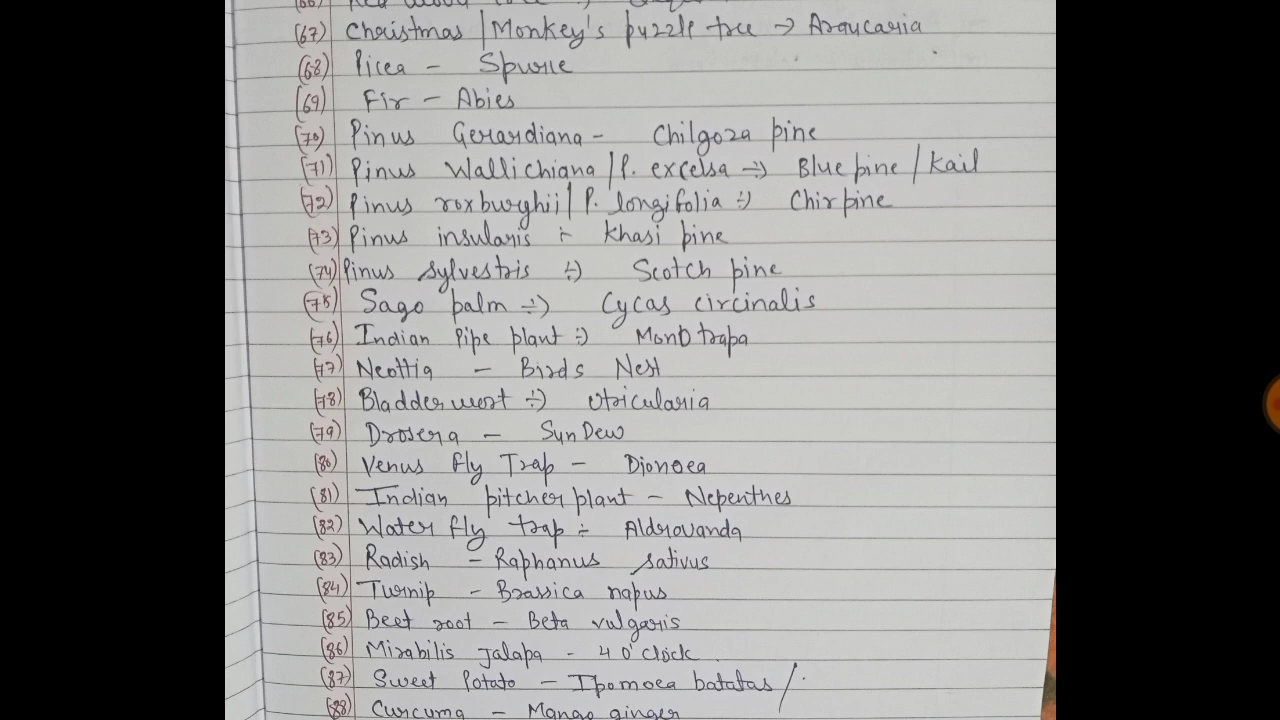 (67) Christmas / Monkey's puzzle tree → Araucaria
(68) Picea - Spurce
(69) Fir - Abies
(70) Pinus Gerardiana - Chilgoza pine
(71) Pinus Wallichiana / P. excelsa ÷) Blue pine / Kail
(72) Pinus roxburghii / P. longifolia ÷) Chir pine
(73) Pinus insularis ÷ Khasi pine
(74) Pinus sylvestris ÷) Scotch pine
(75) Sago palm ÷) Cycas circinalis
(76) Indian Pipe plant ÷) Monotrapa
(77) Neottia - Birds Nest
(78) Bladderwort ÷) Utricularia
(79) Drosera - SunDew
(80) Venus fly Trap - Dionoea
(81) Indian pitcher plant - Nepenthes
(82) Water fly trap ÷ Aldrovanda
(83) Radish - Raphanus sativus
(84) Turnip - Brassica napus
(85) Beet root - Beta vulgaris
(86) Mirabilis Jalapa - 4 O'clock
(87) Sweet Potato - Ipomoea batatas /
(88) Curcuma - Mango ginger